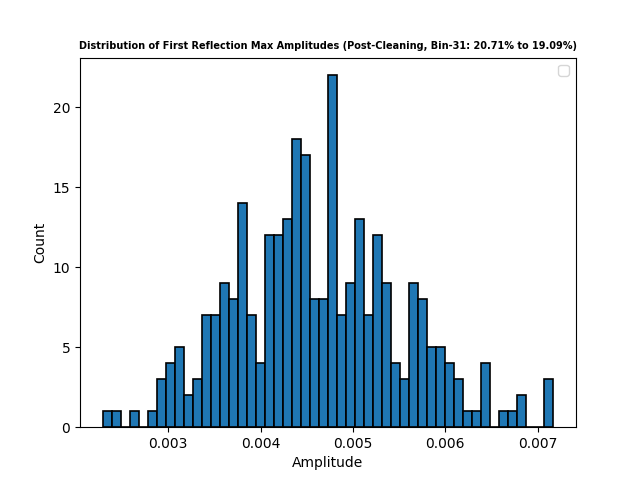 Distribution of First Reflection Max Amplitudes (Post-Cleaning, Bin-31: 20.71% to 19.09%)
20
15
10
5
0
Count
0.003 0.004 0.005 0.006 0.007
Amplitude